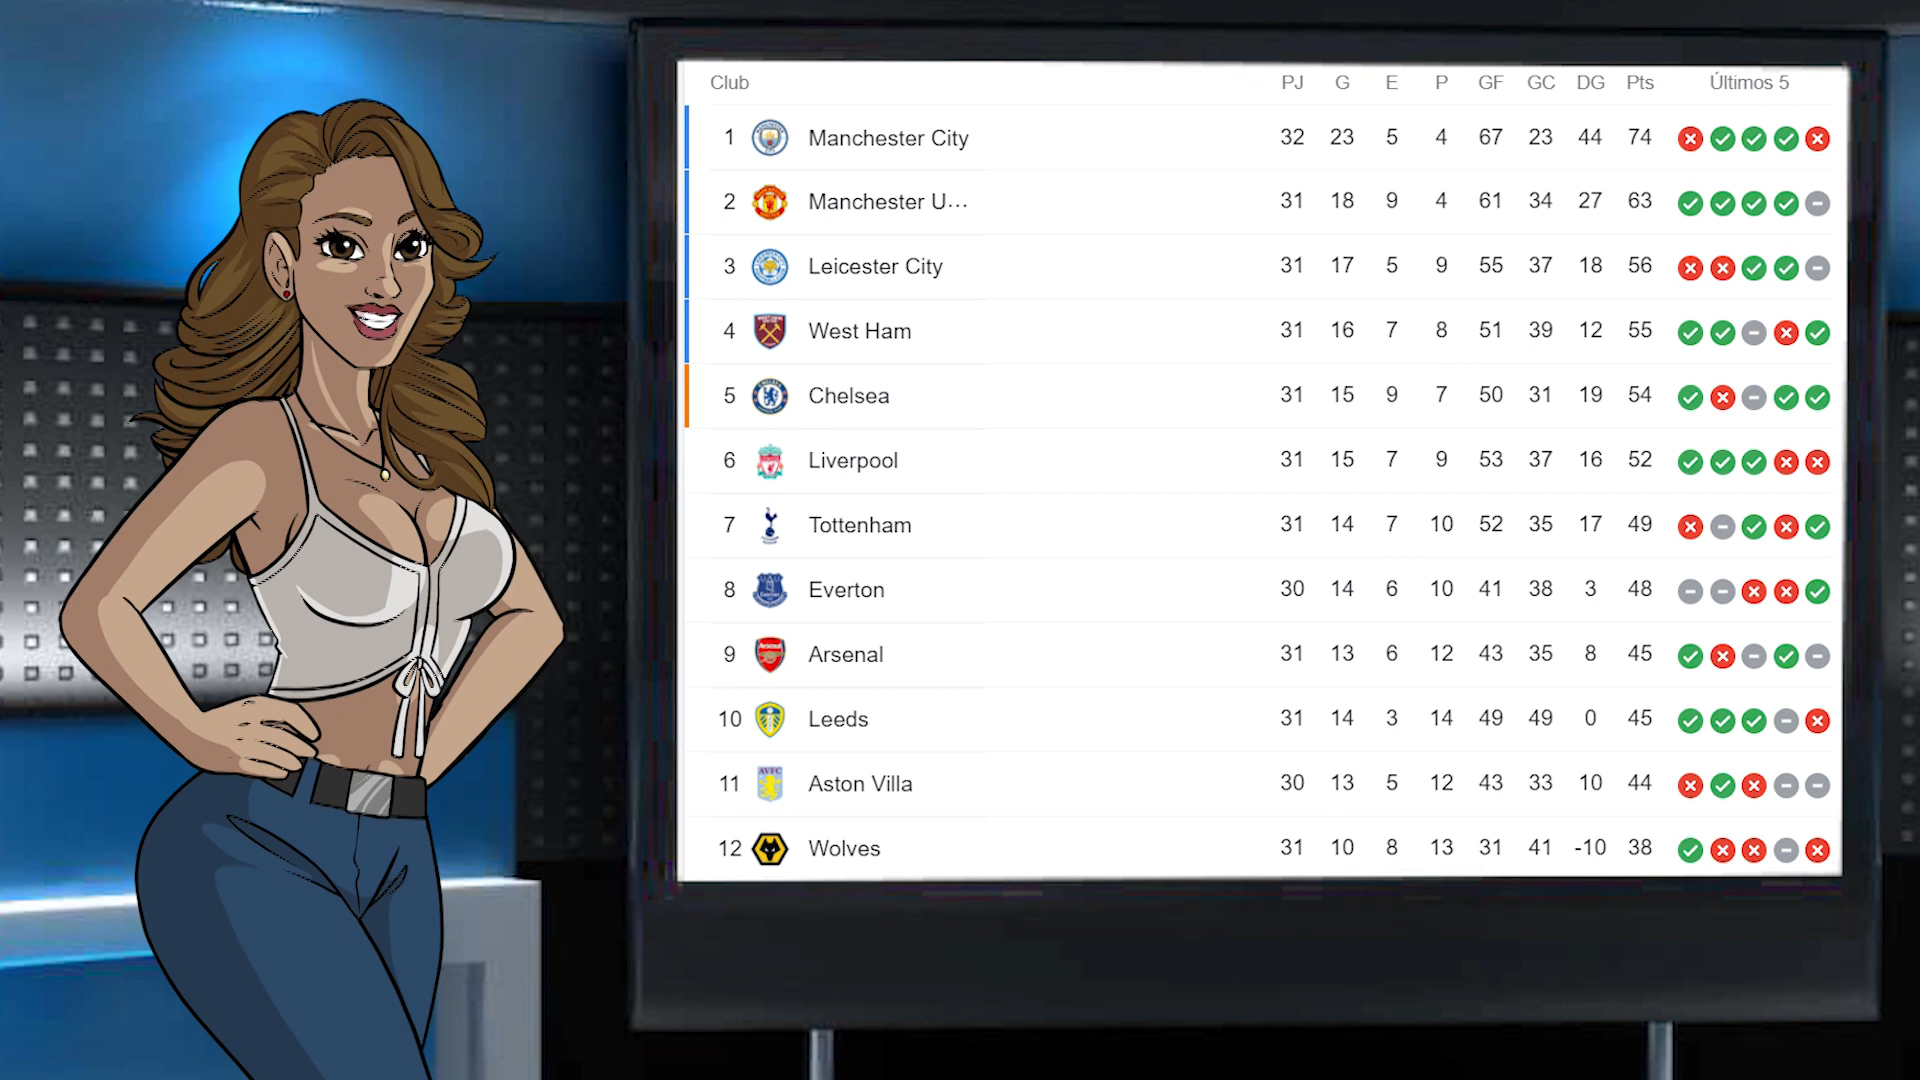 Club PJ G E P GF GC DG Pts Últimos 5
1 Manchester City 32 23 5 4 67 23 44 74
2 Manchester U... 31 18 9 4 61 34 27 63
3 Leicester City 31 17 5 9 55 37 18 56
4 West Ham 31 16 7 8 51 39 12 55
5 Chelsea 31 15 9 7 50 31 19 54
6 Liverpool 31 15 7 9 53 37 16 52
7 Tottenham 31 14 7 10 52 35 17 49
8 Everton 30 14 6 10 41 38 3 48
9 Arsenal 31 13 6 12 43 35 8 45
10 Leeds 31 14 3 14 49 49 0 45
11 Aston Villa 30 13 5 12 43 33 10 44
12 Wolves 31 10 8 13 31 41 -10 38